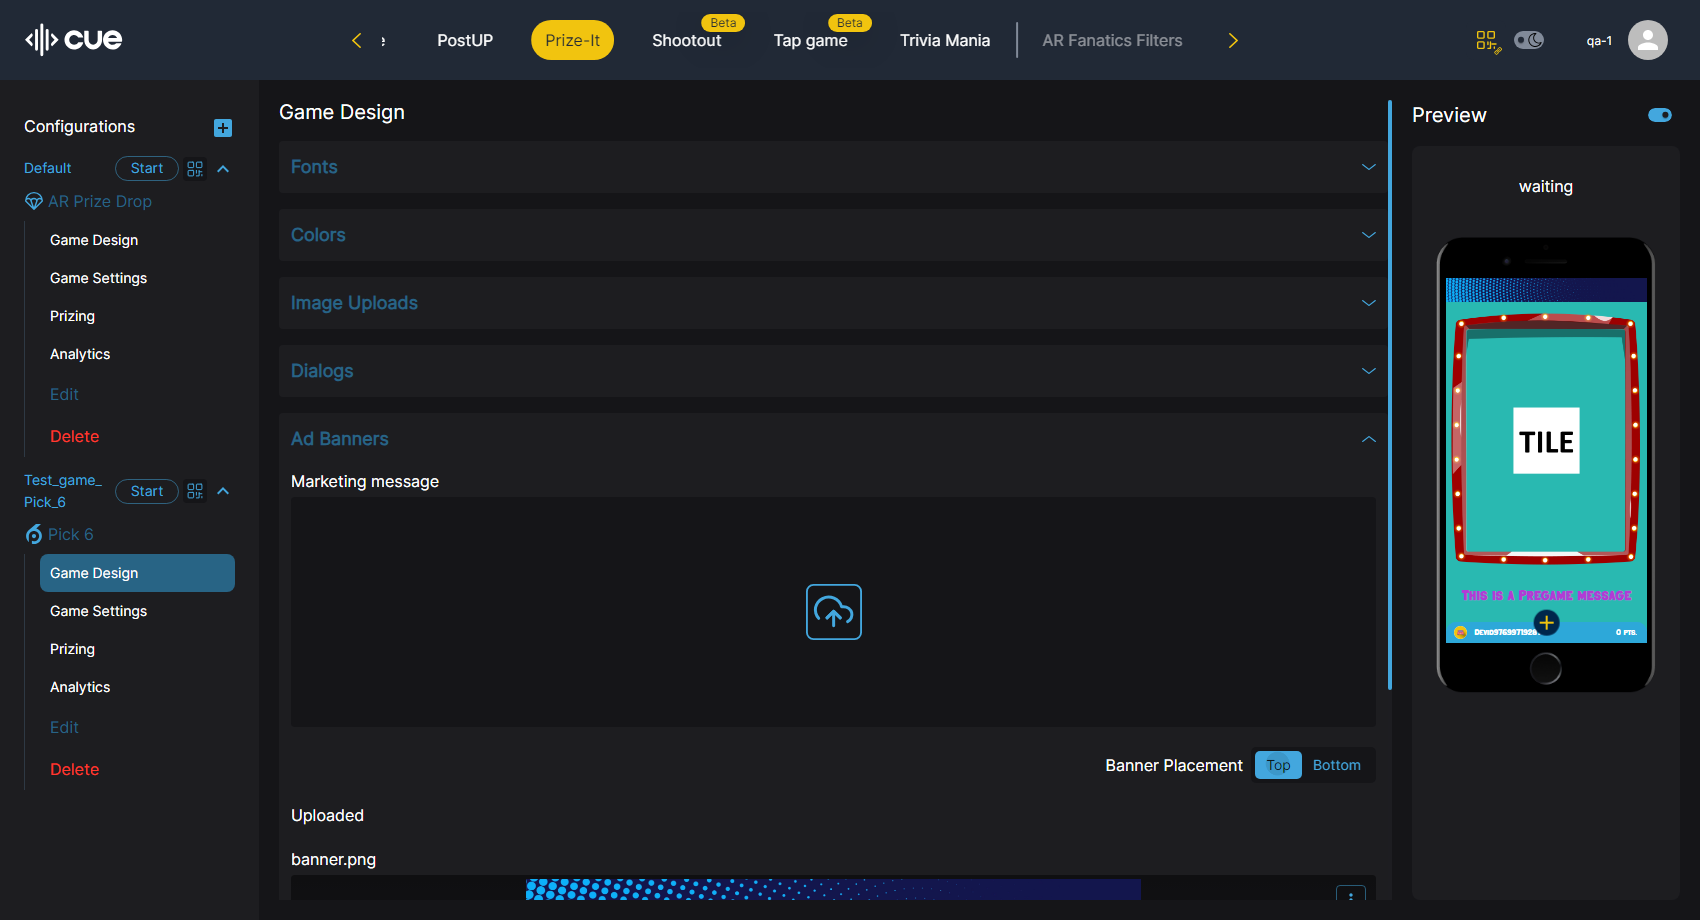 cue
e
PostUP
Prize-It
Beta
Shootout
Beta
Tap game
Trivia Mania
AR Fanatics Filters
qa-1
Configurations
Default
Start
AR Prize Drop
Game Design
Game Settings
Prizing
Analytics
Edit
Delete
Test_game_
Pick_6
Start
Pick 6
Game Design
Game Settings
Prizing
Analytics
Edit
Delete
Game Design
Fonts
Colors
Image Uploads
Dialogs
Ad Banners
Marketing message
Banner Placement
Top
Bottom
Uploaded
banner.png
Preview
waiting
TILE
This is a Pregame message
0 pts.